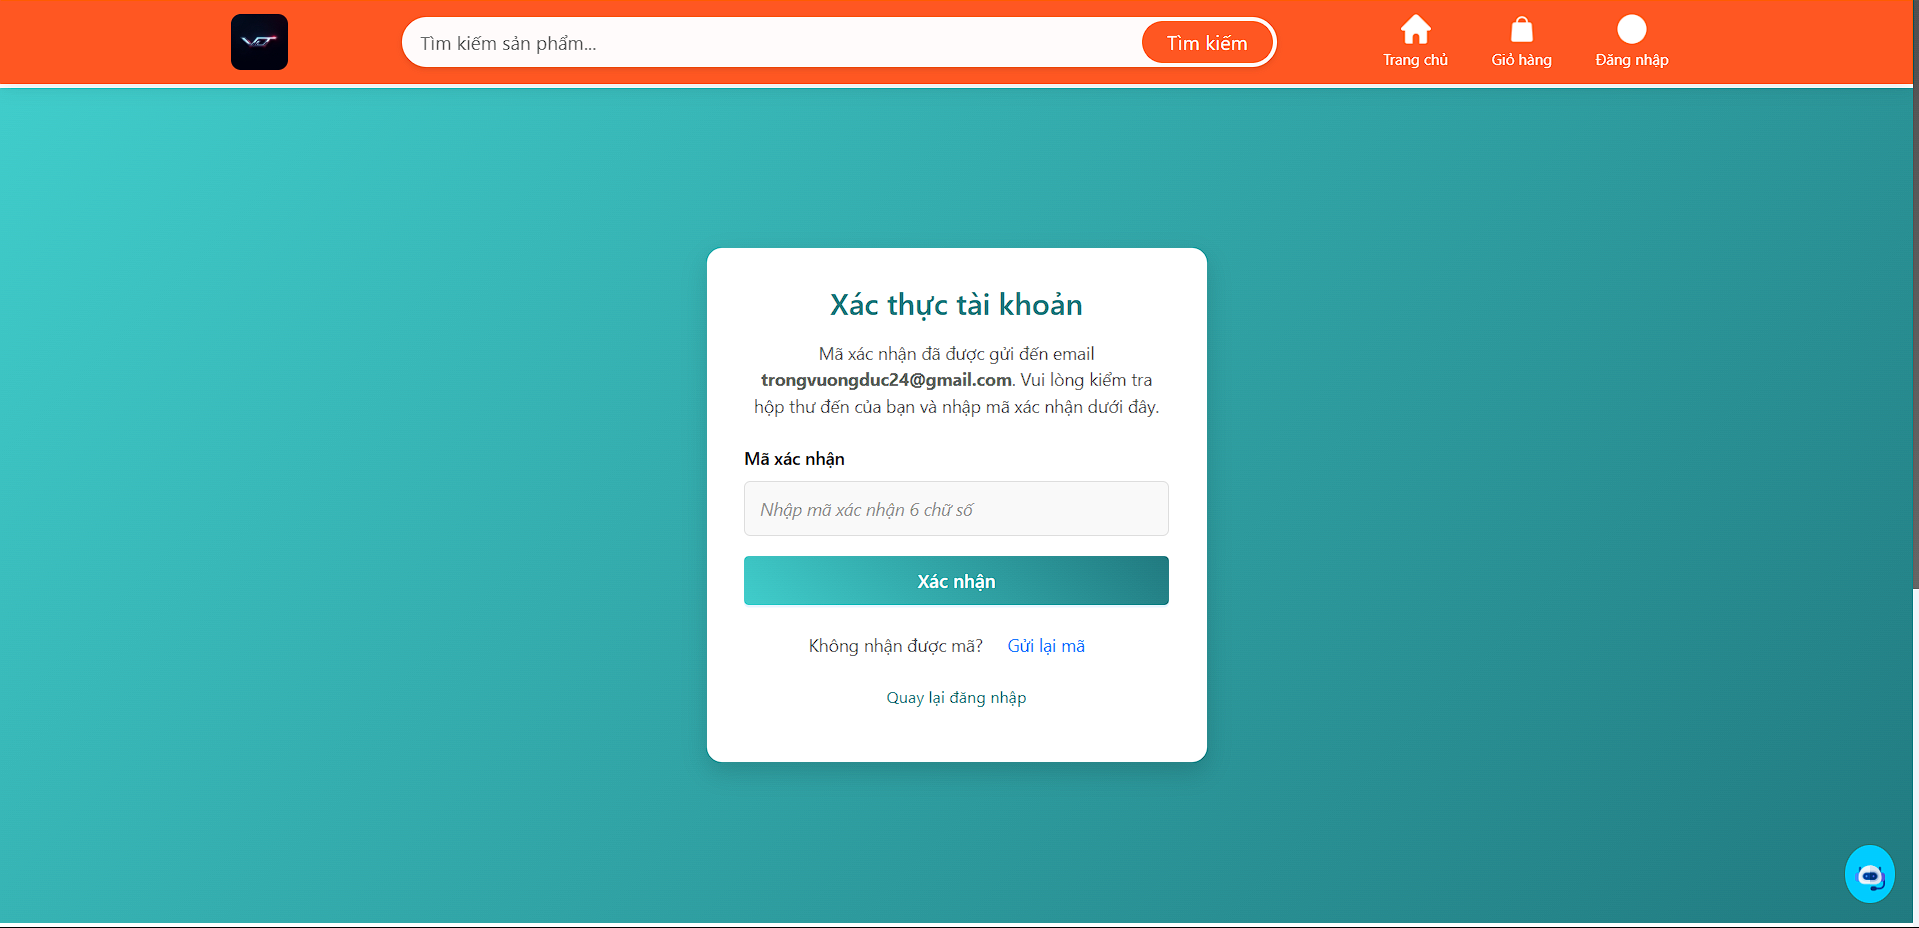 VJT
Tìm kiếm sản phẩm...
Tìm kiếm
Trang chủ
Giỏ hàng
Đăng nhập
Xác thực tài khoản
Mã xác nhận đã được gửi đến email
trongvuongduc24@gmail.com. Vui lòng kiểm tra
hộp thư đến của bạn và nhập mã xác nhận dưới đây.
Mã xác nhận
Nhập mã xác nhận 6 chữ số
Xác nhận
Không nhận được mã? Gửi lại mã
Quay lại đăng nhập